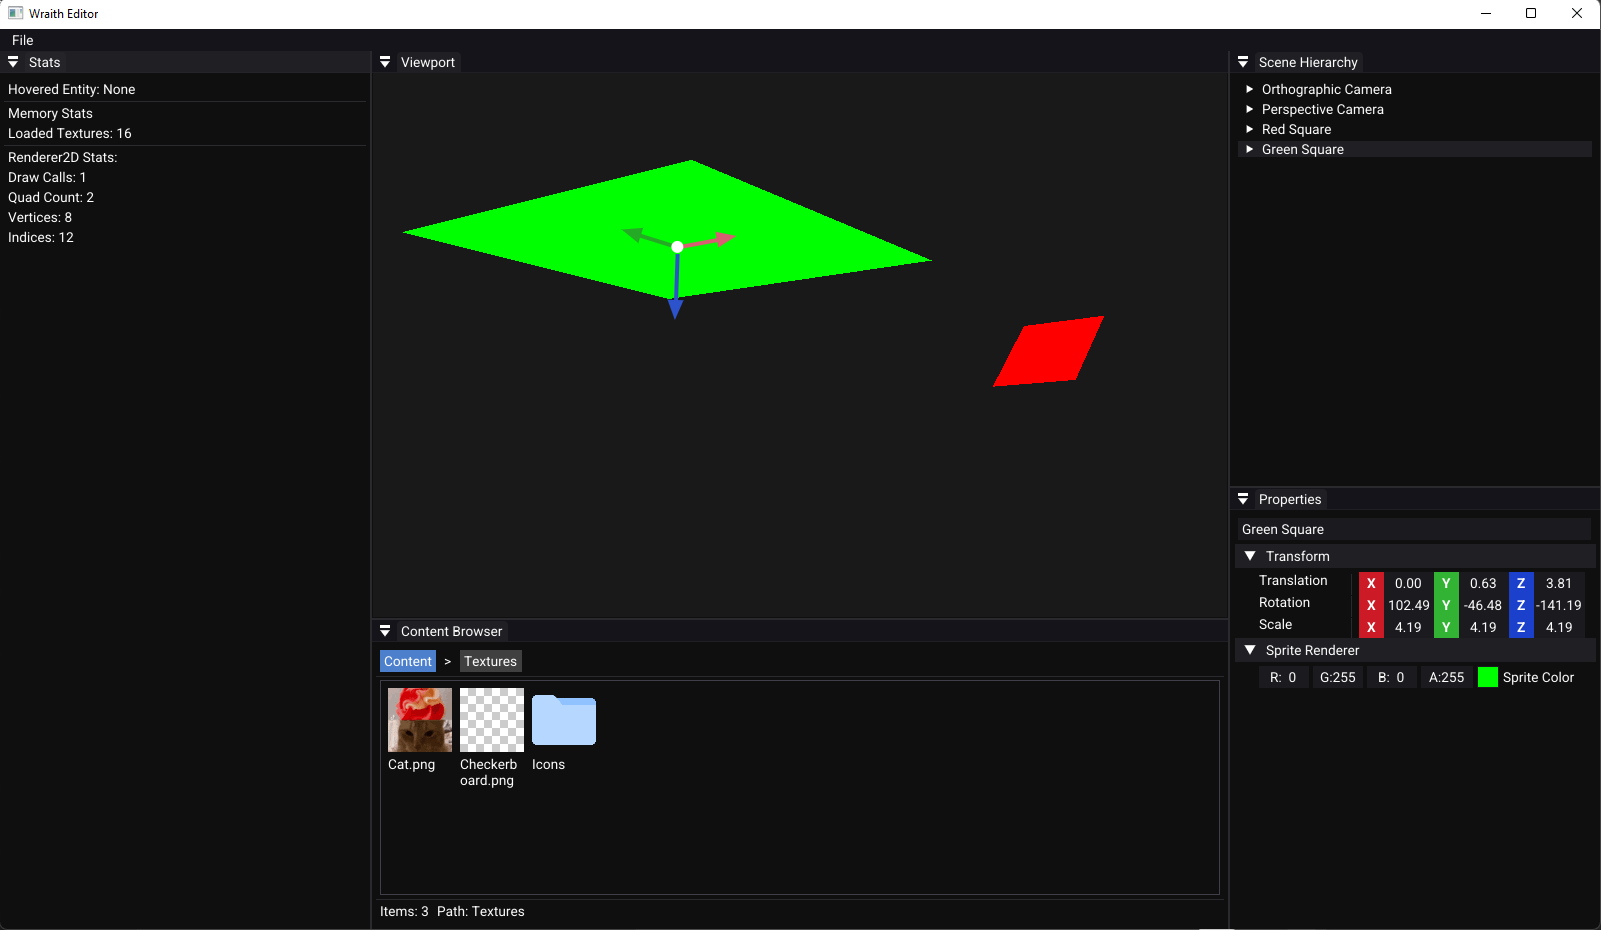 Wraith Editor
File
Stats
Hovered Entity: None
Memory Stats
Loaded Textures: 16
Renderer2D Stats:
Draw Calls: 1
Quad Count: 2
Vertices: 8
Indices: 12
Viewport
Content Browser
Content > Textures
Cat.png
Checkerb
oard.png
Icons
Items: 3 Path: Textures
Scene Hierarchy
Orthographic Camera
Perspective Camera
Red Square
Green Square
Properties
Green Square
Transform
Translation X 0.00 Y 0.63 Z 3.81
Rotation X 102.49 Y -46.48 Z -141.19
Scale X 4.19 Y 4.19 Z 4.19
Sprite Renderer
R: 0 G:255 B: 0 A:255 Sprite Color